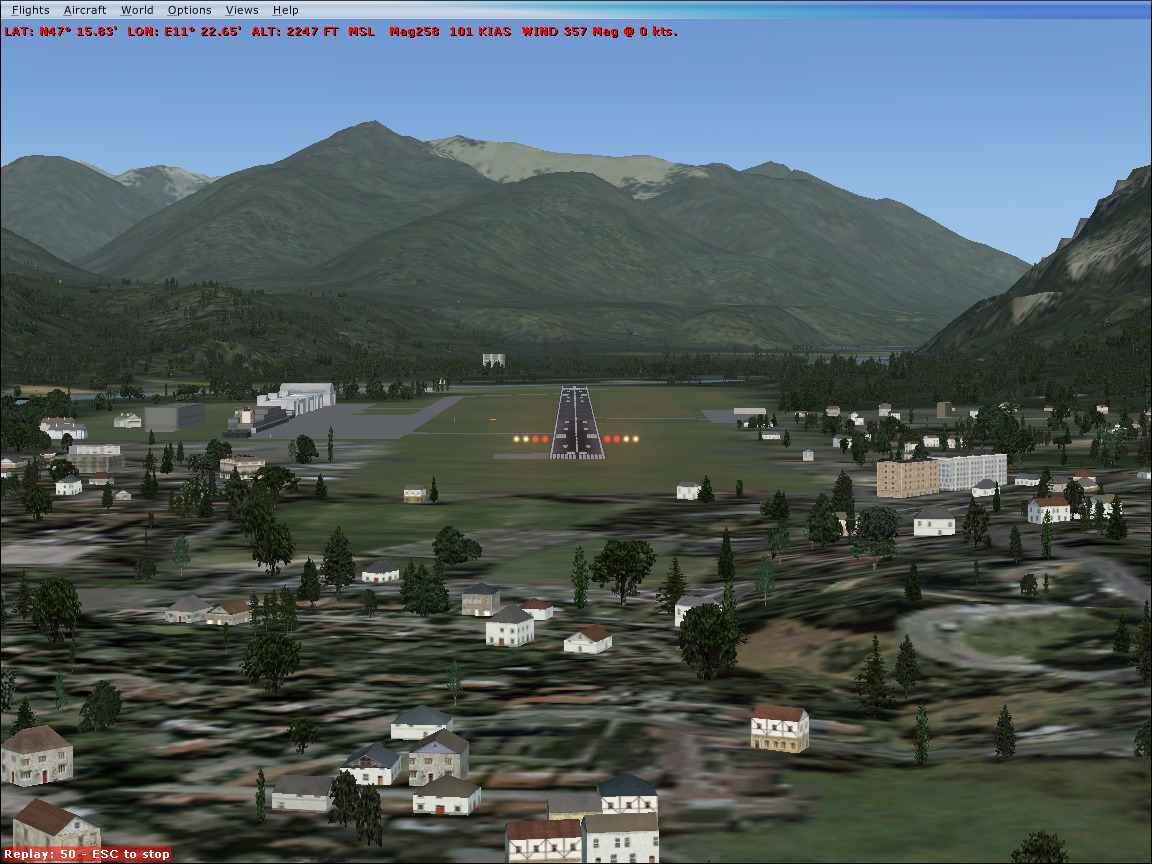 Flights Aircraft World Options Views Help
LAT: N47° 15.83' LON: E11° 22.65' ALT: 2247 FT MSL Mag258 101 KIAS WIND 357 Mag @ 0 kts.
Replay: 50 - ESC to stop